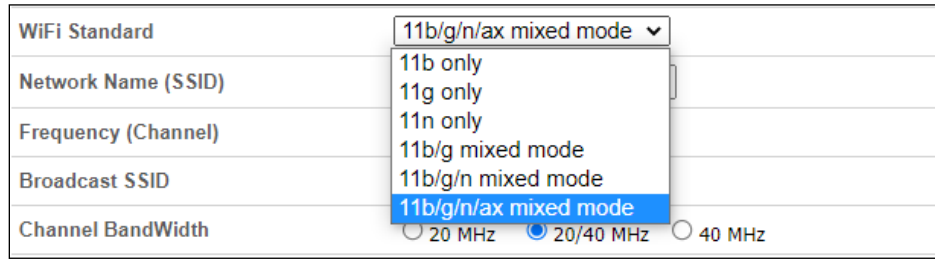 WiFi Standard 11b/g/n/ax mixed mode
11b only
Network Name (SSID) 11g only
11n only
Frequency (Channel)
11b/g mixed mode
Broadcast SSID 11b/g/n mixed mode
11b/g/n/ax mixed mode
Channel BandWidth 20 MHz 20/40 MHz 40 MHz